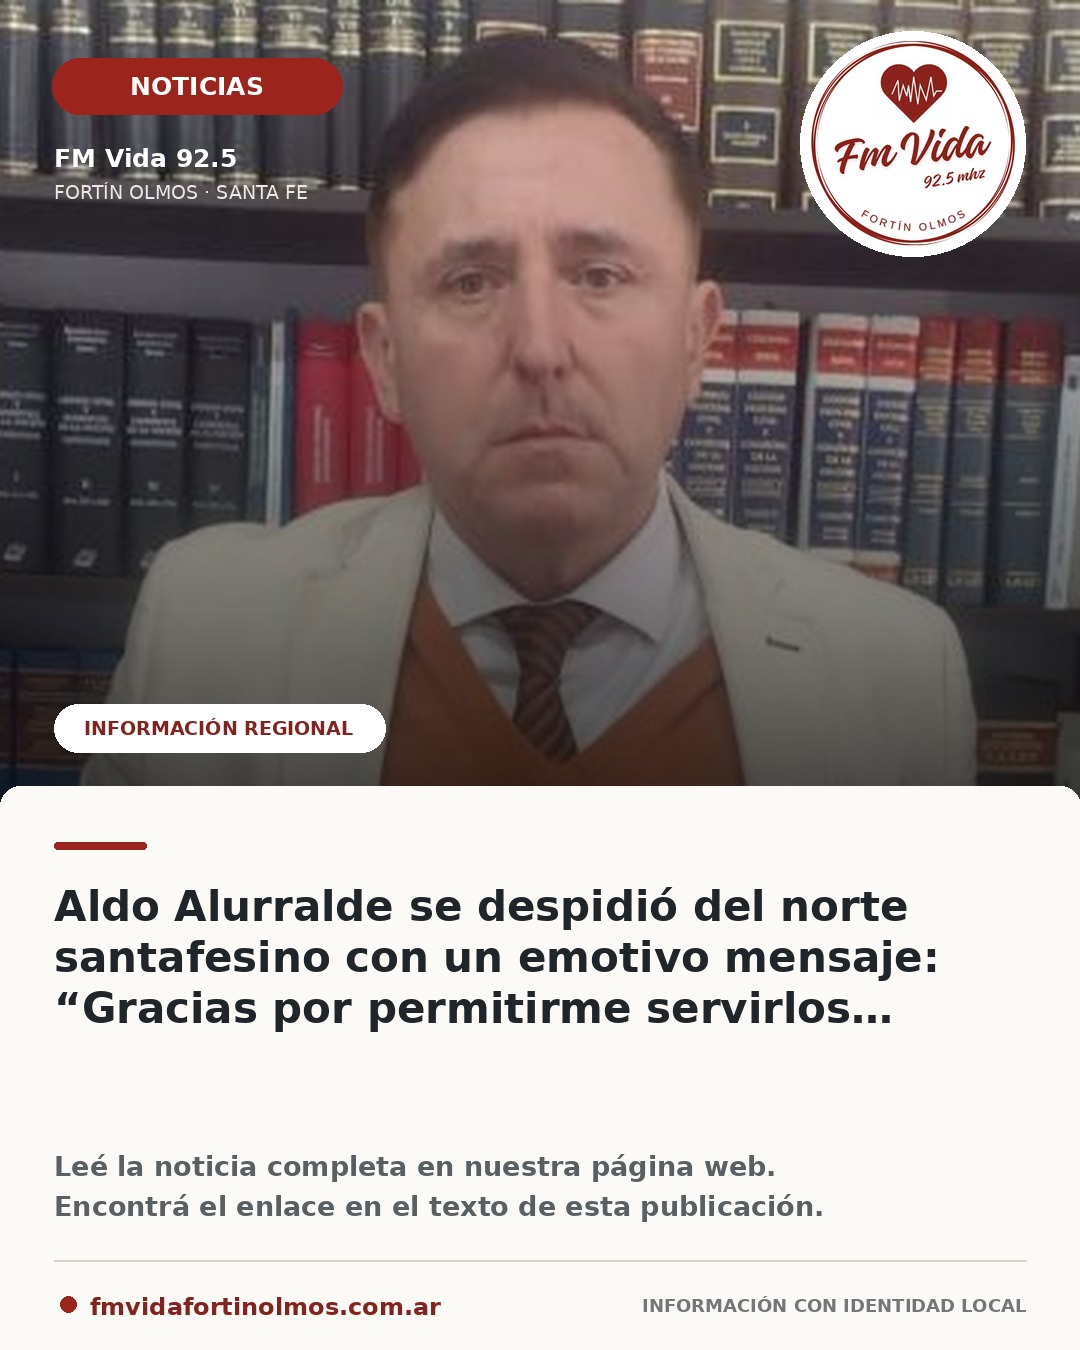 NOTICIAS
FM Vida 92.5
FORTÍN OLMOS · SANTA FE
Fm Vida
92.5 mhz
FORTÍN OLMOS
INFORMACIÓN REGIONAL
Aldo Alurralde se despidió del norte
santafesino con un emotivo mensaje:
“Gracias por permitirme servirlos…
Leé la noticia completa en nuestra página web.
Encontrá el enlace en el texto de esta publicación.
fmvidafortinolmos.com.ar
INFORMACIÓN CON IDENTIDAD LOCAL